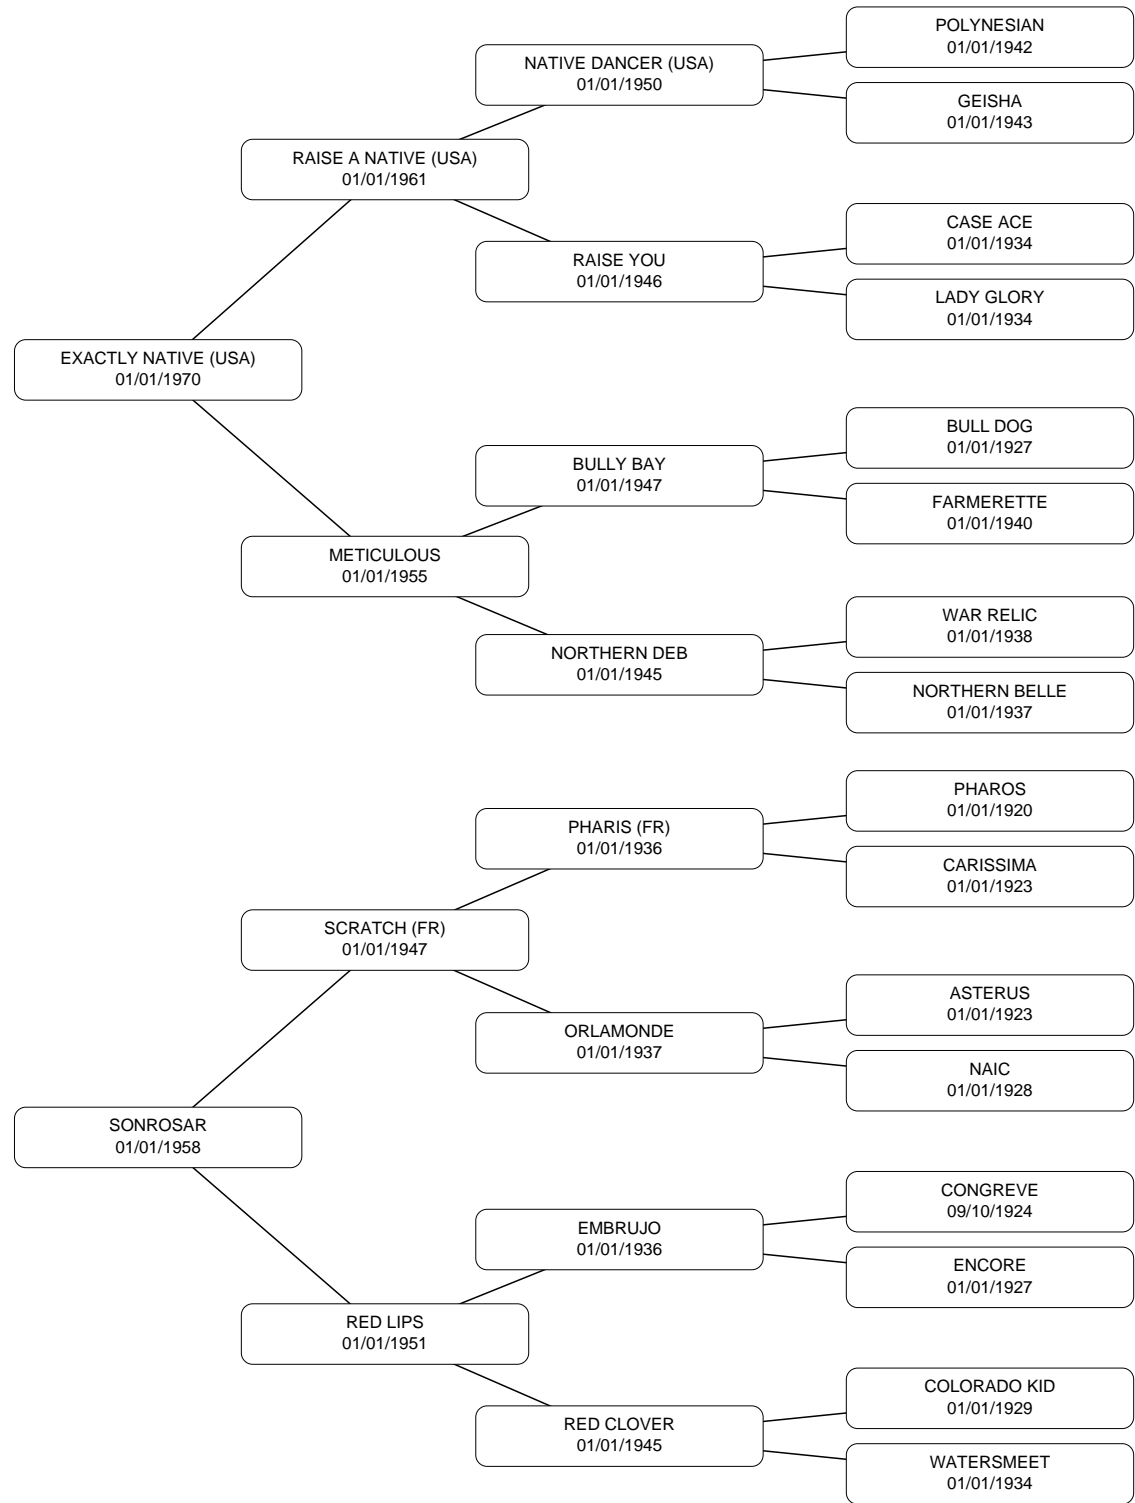 POLYNESIAN
01/01/1942
NATIVE DANCER (USA)
01/01/1950
GEISHA
01/01/1943
RAISE A NATIVE (USA)
01/01/1961
CASE ACE
01/01/1934
RAISE YOU
01/01/1946
LADY GLORY
01/01/1934
EXACTLY NATIVE (USA)
01/01/1970
BULL DOG
01/01/1927
BULLY BAY
01/01/1947
FARMERETTE
01/01/1940
METICULOUS
01/01/1955
WAR RELIC
01/01/1938
NORTHERN DEB
01/01/1945
NORTHERN BELLE
01/01/1937
PHAROS
01/01/1920
PHARIS (FR)
01/01/1936
CARISSIMA
01/01/1923
SCRATCH (FR)
01/01/1947
ASTERUS
01/01/1923
ORLAMONDE
01/01/1937
NAIC
01/01/1928
SONROSAR
01/01/1958
CONGREVE
09/10/1924
EMBRUJO
01/01/1936
ENCORE
01/01/1927
RED LIPS
01/01/1951
COLORADO KID
01/01/1929
RED CLOVER
01/01/1945
WATERSMEET
01/01/1934